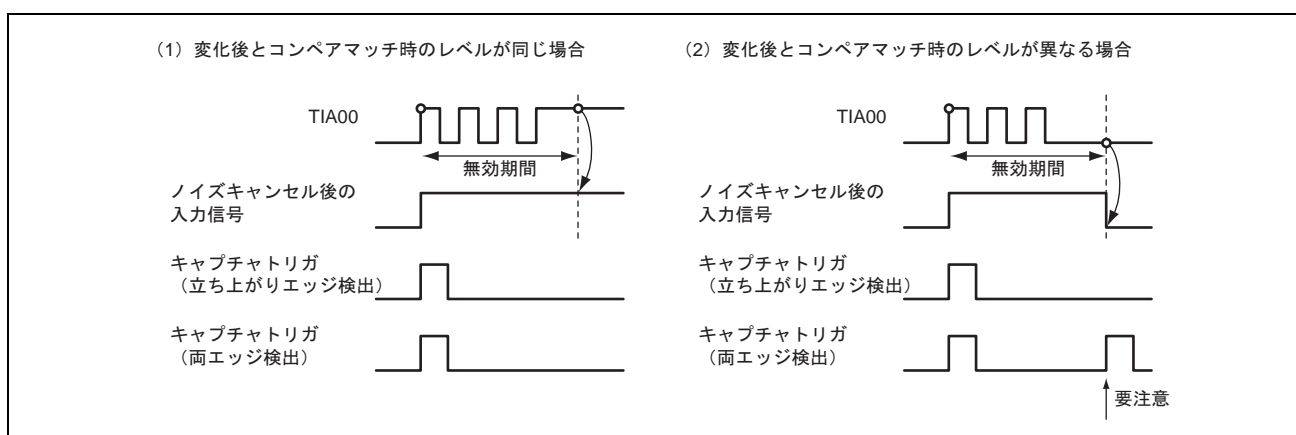 （1）変化後とコンペアマッチ時のレベルが同じ場合
TIA00
無効期間
ノイズキャンセル後の
入力信号
キャプチャトリガ
（立ち上がりエッジ検出）
キャプチャトリガ
（両エッジ検出）
（2）変化後とコンペアマッチ時のレベルが異なる場合
TIA00
無効期間
ノイズキャンセル後の
入力信号
キャプチャトリガ
（立ち上がりエッジ検出）
キャプチャトリガ
（両エッジ検出）
要注意